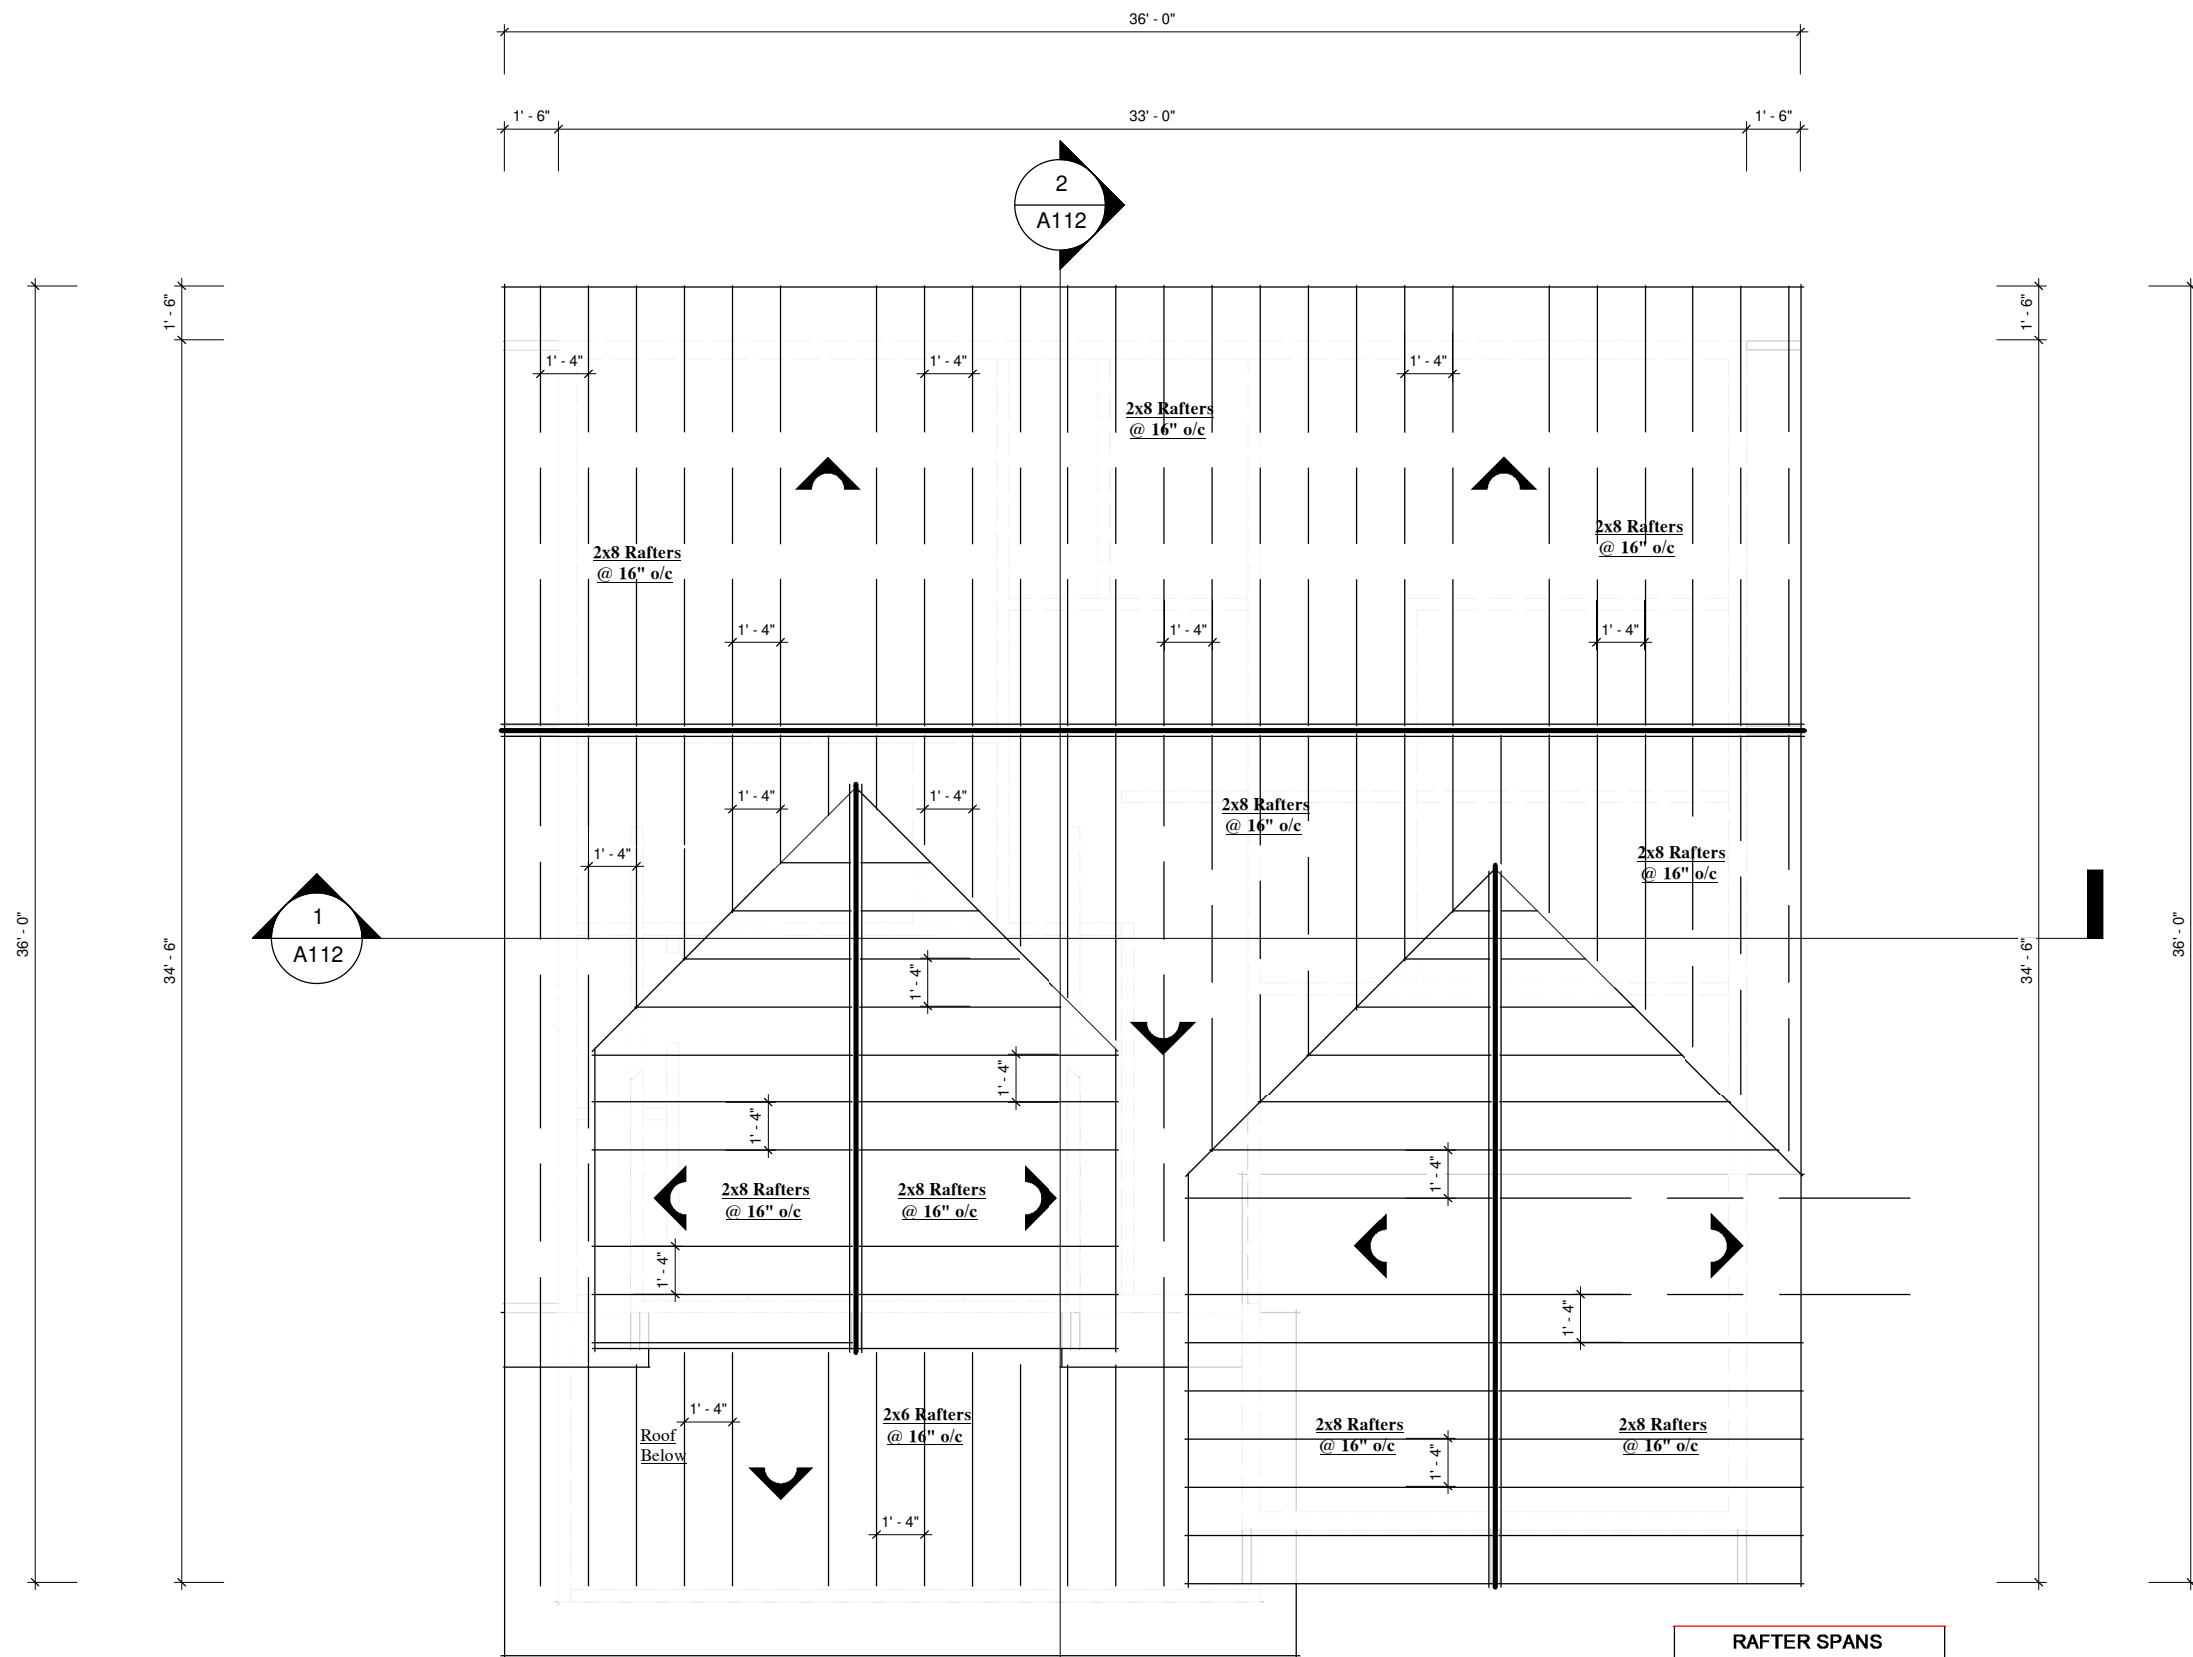 36' - 0"
1' - 6"
33' - 0"
1' - 6"
2
A112
1' - 6"
1' - 6"
1' - 4"
1' - 4"
1' - 4"
2x8 Rafters
@ 16" o/c
2x8 Rafters
@ 16" o/c
2x8 Rafters
@ 16" o/c
1' - 4"
1' - 4"
1' - 4"
1' - 4"
1' - 4"
2x8 Rafters
@ 16" o/c
1' - 4"
2x8 Rafters
@ 16" o/c
1
A112
36' - 0"
34' - 6"
34' - 6"
36' - 0"
1' - 4"
1' - 4"
1' - 4"
1' - 4"
2x8 Rafters
@ 16" o/c
2x8 Rafters
@ 16" o/c
1' - 4"
1' - 4"
1' - 4"
2x6 Rafters
@ 16" o/c
Roof
Below
2x8 Rafters
@ 16" o/c
2x8 Rafters
@ 16" o/c
1' - 4"
1' - 4"
RAFTER SPANS